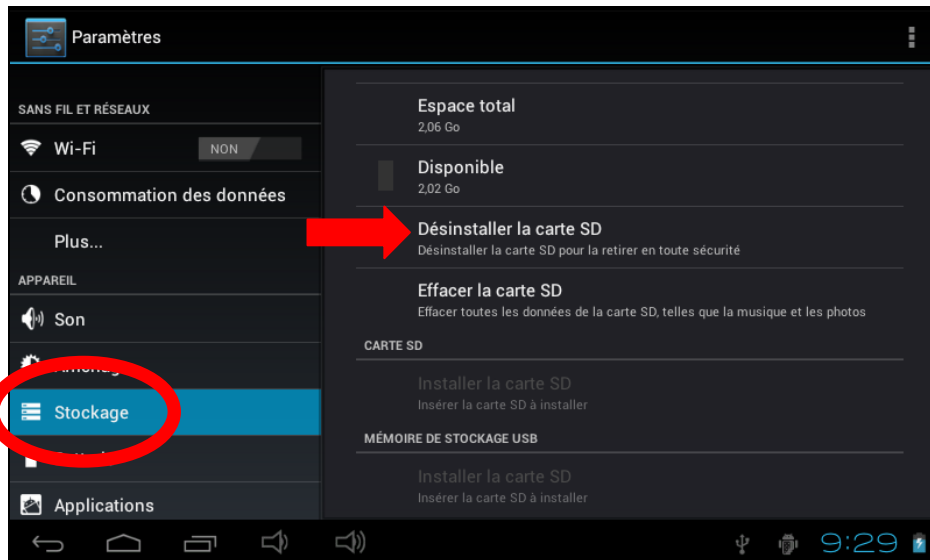 Paramètres
SANS FIL ET RÉSEAUX
Wi-Fi
NON
Consommation des données
Plus...
APPAREIL
Son
Stockage
Applications
Espace total
2,06 Go
Disponible
2,02 Go
Désinstaller la carte SD
Désinstaller la carte SD pour la retirer en toute sécurité
Effacer la carte SD
Effacer toutes les données de la carte SD, telles que la musique et les photos
CARTE SD
Installer la carte SD
Insérer la carte SD à installer
MÉMOIRE DE STOCKAGE USB
Installer la carte SD
Insérer la carte SD à installer
9:29